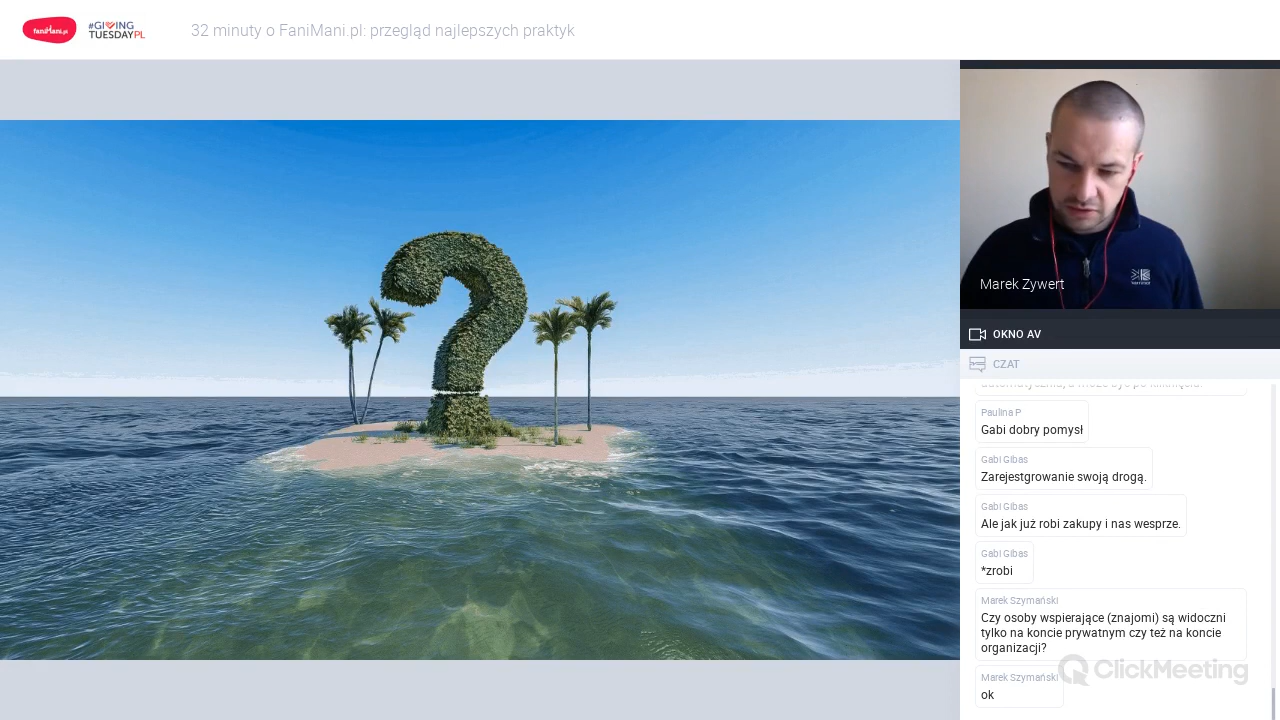 faniMani.pl
#GIVING
TUESDAYPL
32 minuty o FaniMani.pl: przegląd najlepszych praktyk
Marek Zywert
OKNO AV
CZAT
Paulina P
Gabi dobry pomysł
Gabi Gibas
Zarejestgrowanie swoją drogą.
Gabi Gibas
Ale jak już robi zakupy i nas wesprze.
Gabi Gibas
*zrobi
Marek Szymański
Czy osoby wspierające (znajomi) są widoczni
tylko na koncie prywatnym czy też na koncie
organizacji?
Marek Szymański
ok
ClickMeeting